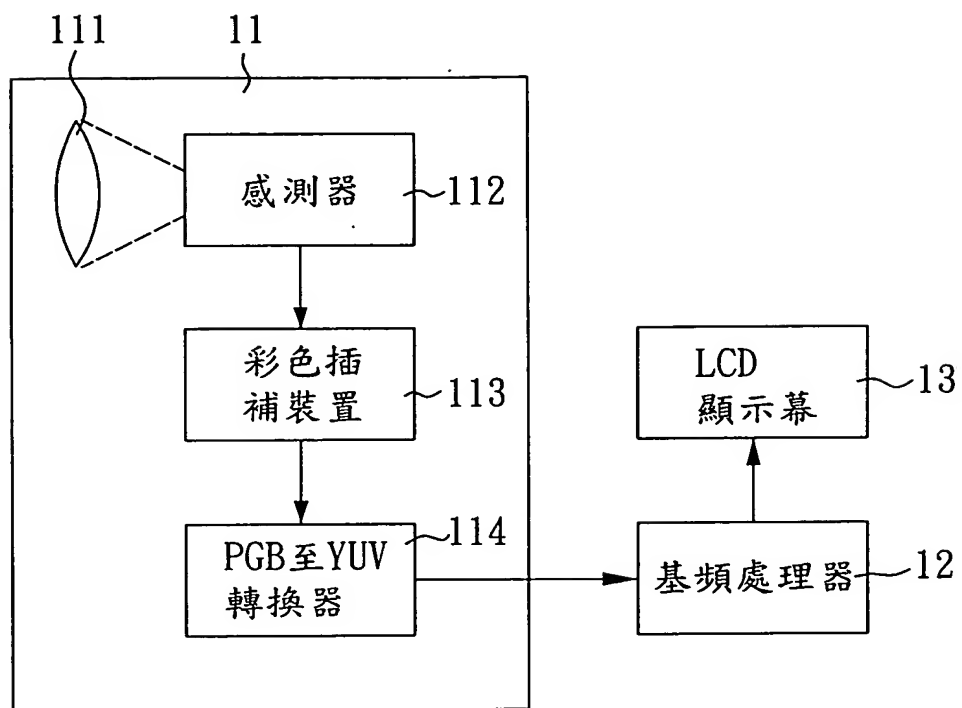 111
11
感測器
112
彩色插
補裝置
113
PGB至YUV
轉換器
114
LCD
顯示幕
13
基頻處理器
12